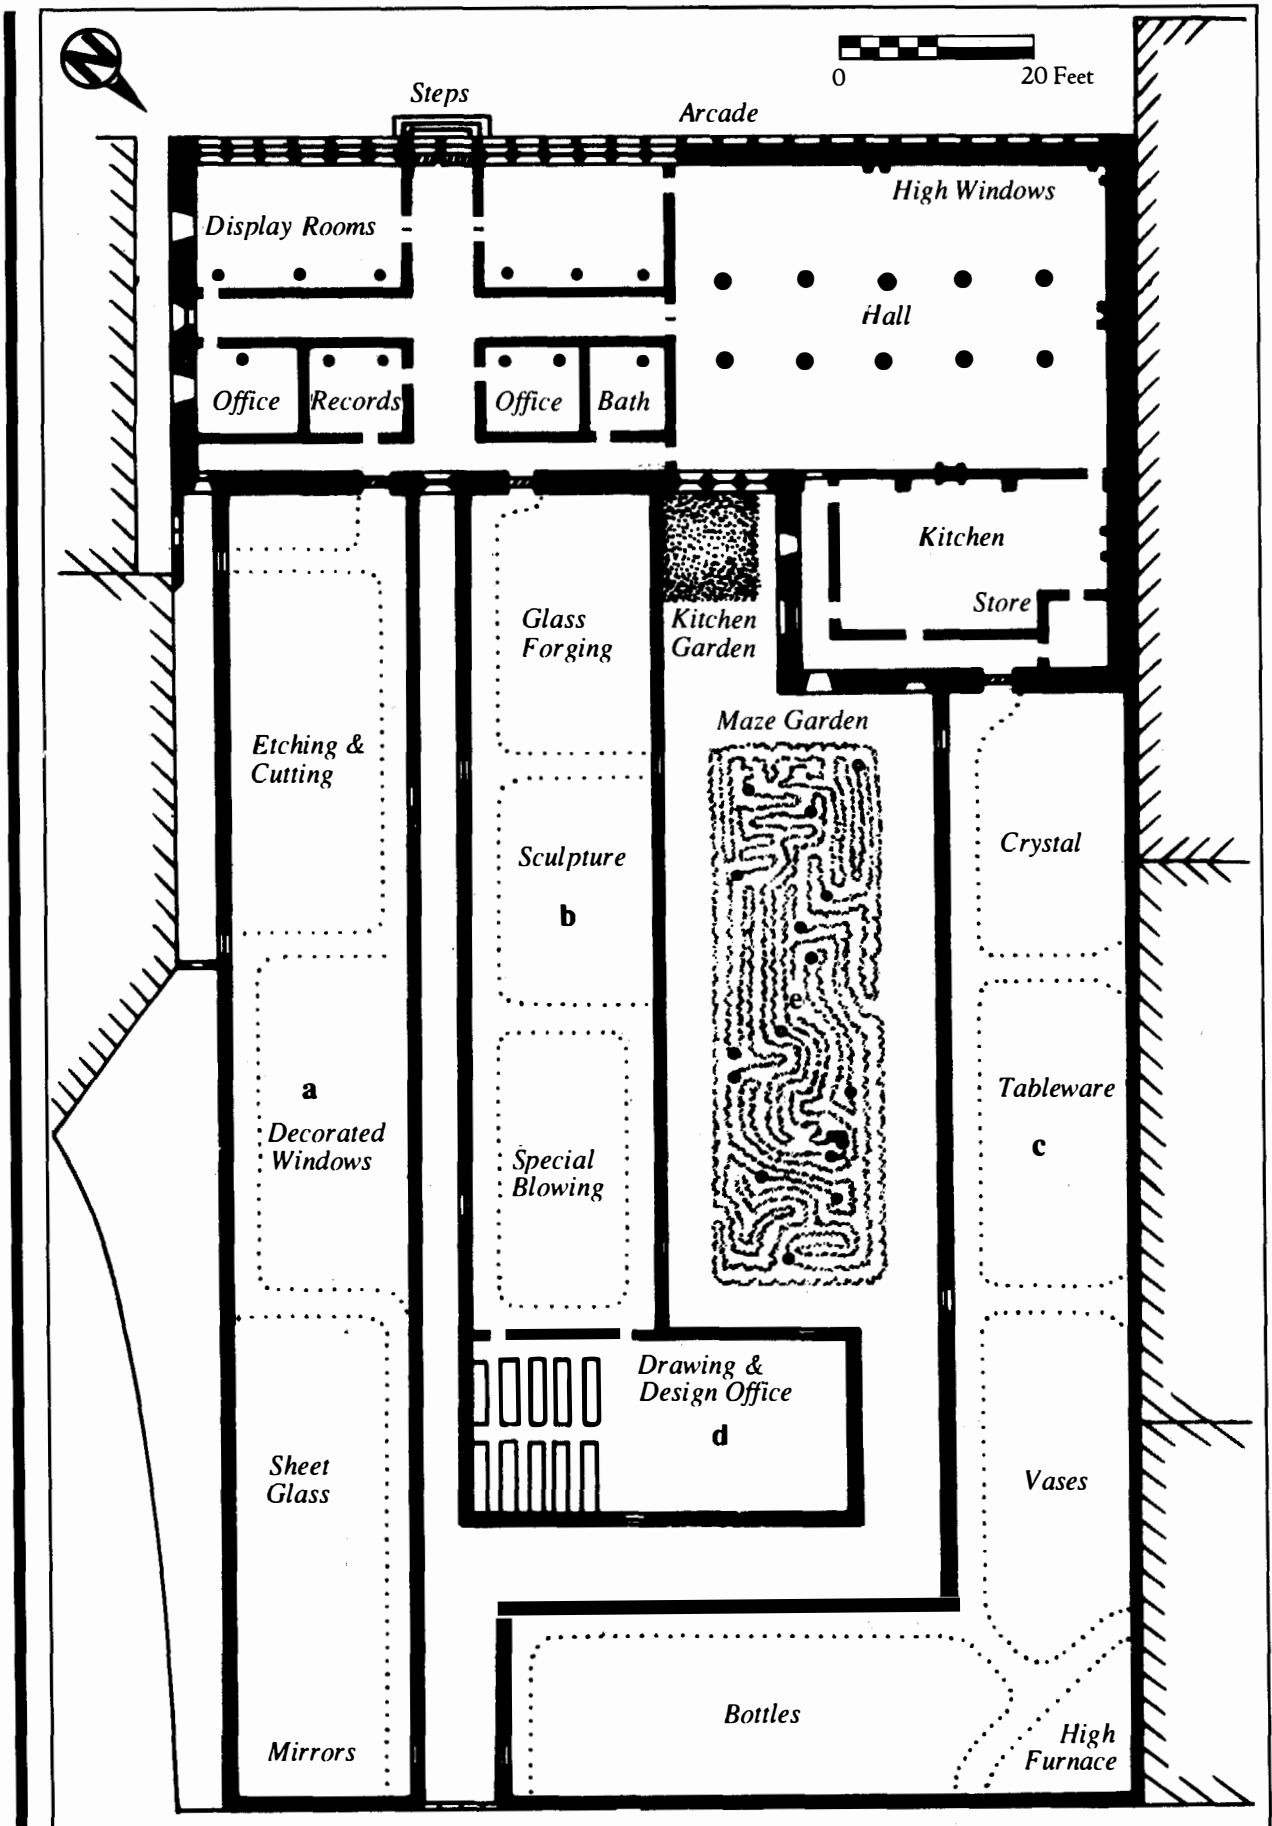 N
0 20 Feet
Steps
Arcade
High Windows
Display Rooms
Hall
Office
Records
Office
Bath
Kitchen
Store
Glass
Forging
Kitchen
Garden
Maze Garden
Etching &
Cutting
Crystal
Sculpture
b
e
a
Decorated
Windows
Tableware
c
Special
Blowing
Drawing &
Design Office
d
Sheet
Glass
Vases
Bottles
High
Furnace
Mirrors